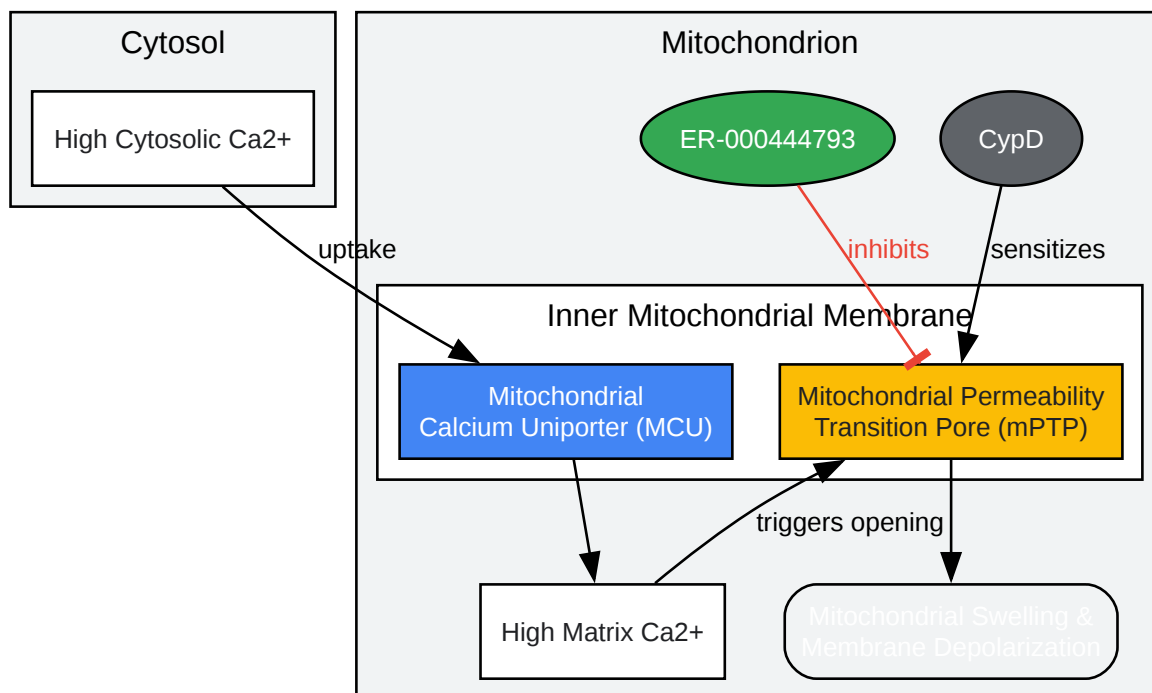 Cytosol
Mitochondrion
High Cytosolic Ca2+
ER-000444793
CypD
uptake
inhibits
sensitizes
Inner Mitochondrial Membrane
Mitochondrial
Calcium Uniporter (MCU)
Mitochondrial Permeability
Transition Pore (mPTP)
triggers opening
High Matrix Ca2+
Mitochondrial Swelling &
Membrane Depolarization